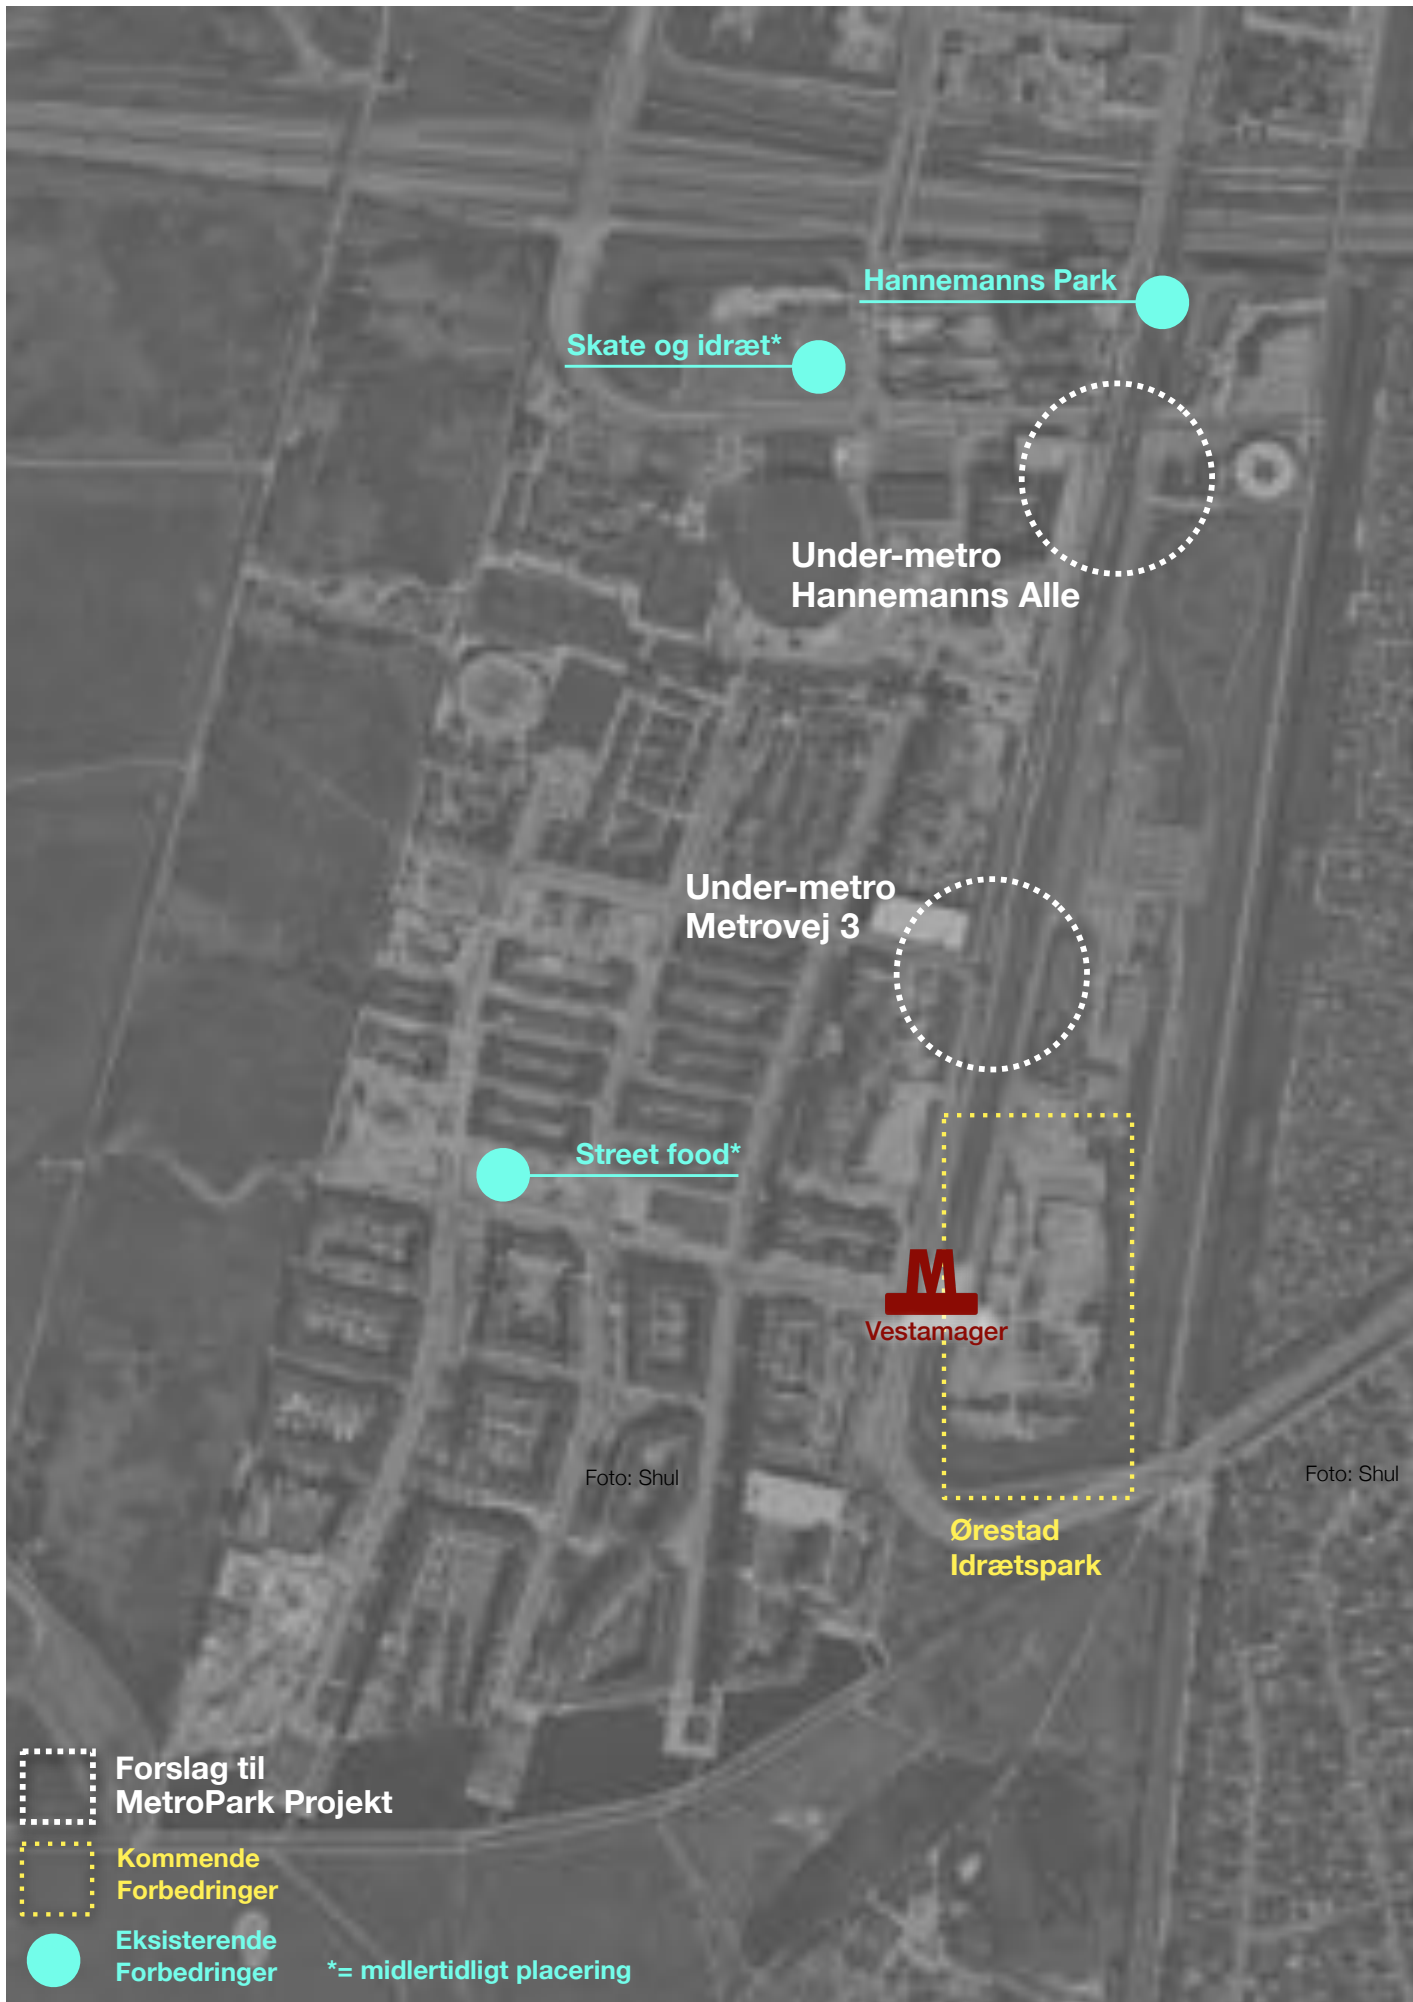 Hannemanns Park
Skate og idræt*
Under-metro
Hannemanns Alle
Under-metro
Metrovej 3
Street food*
M
Vestamager
Foto: Shul
Foto: Shul
Ørestad
Idrætspark
Forslag til
MetroPark Projekt
Kommende
Forbedringer
Eksisterende
Forbedringer
*= midlertidligt placering